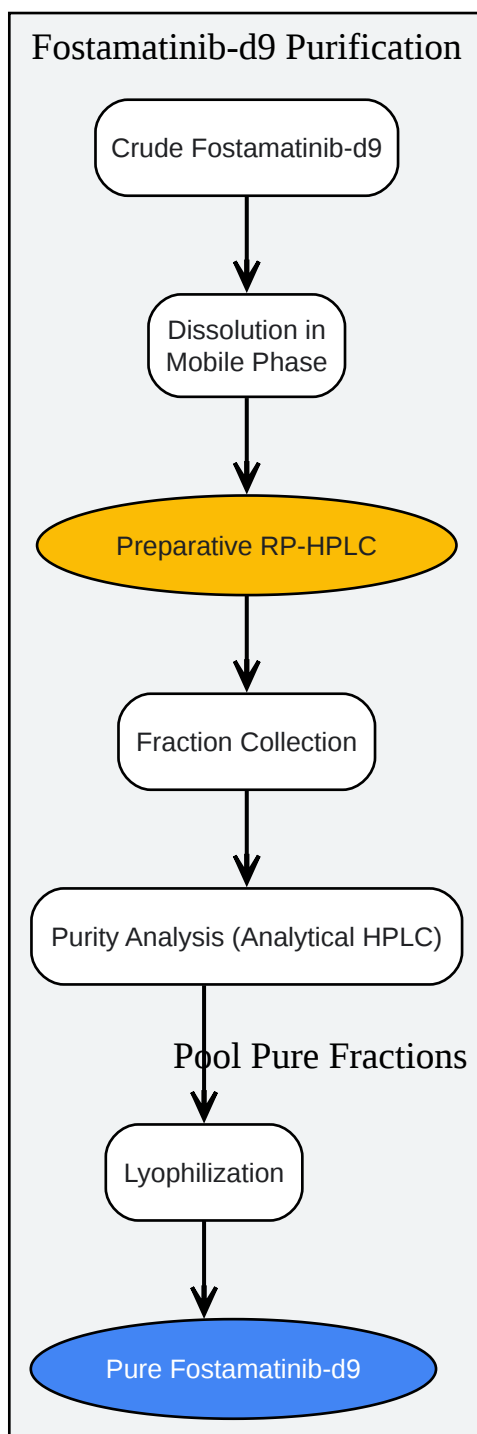 Fostamatinib-d9 Purification
Crude Fostamatinib-d9
Dissolution in
Mobile Phase
Preparative RP-HPLC
Fraction Collection
Purity Analysis (Analytical HPLC)
Pool Pure Fractions
Lyophilization
Pure Fostamatinib-d9